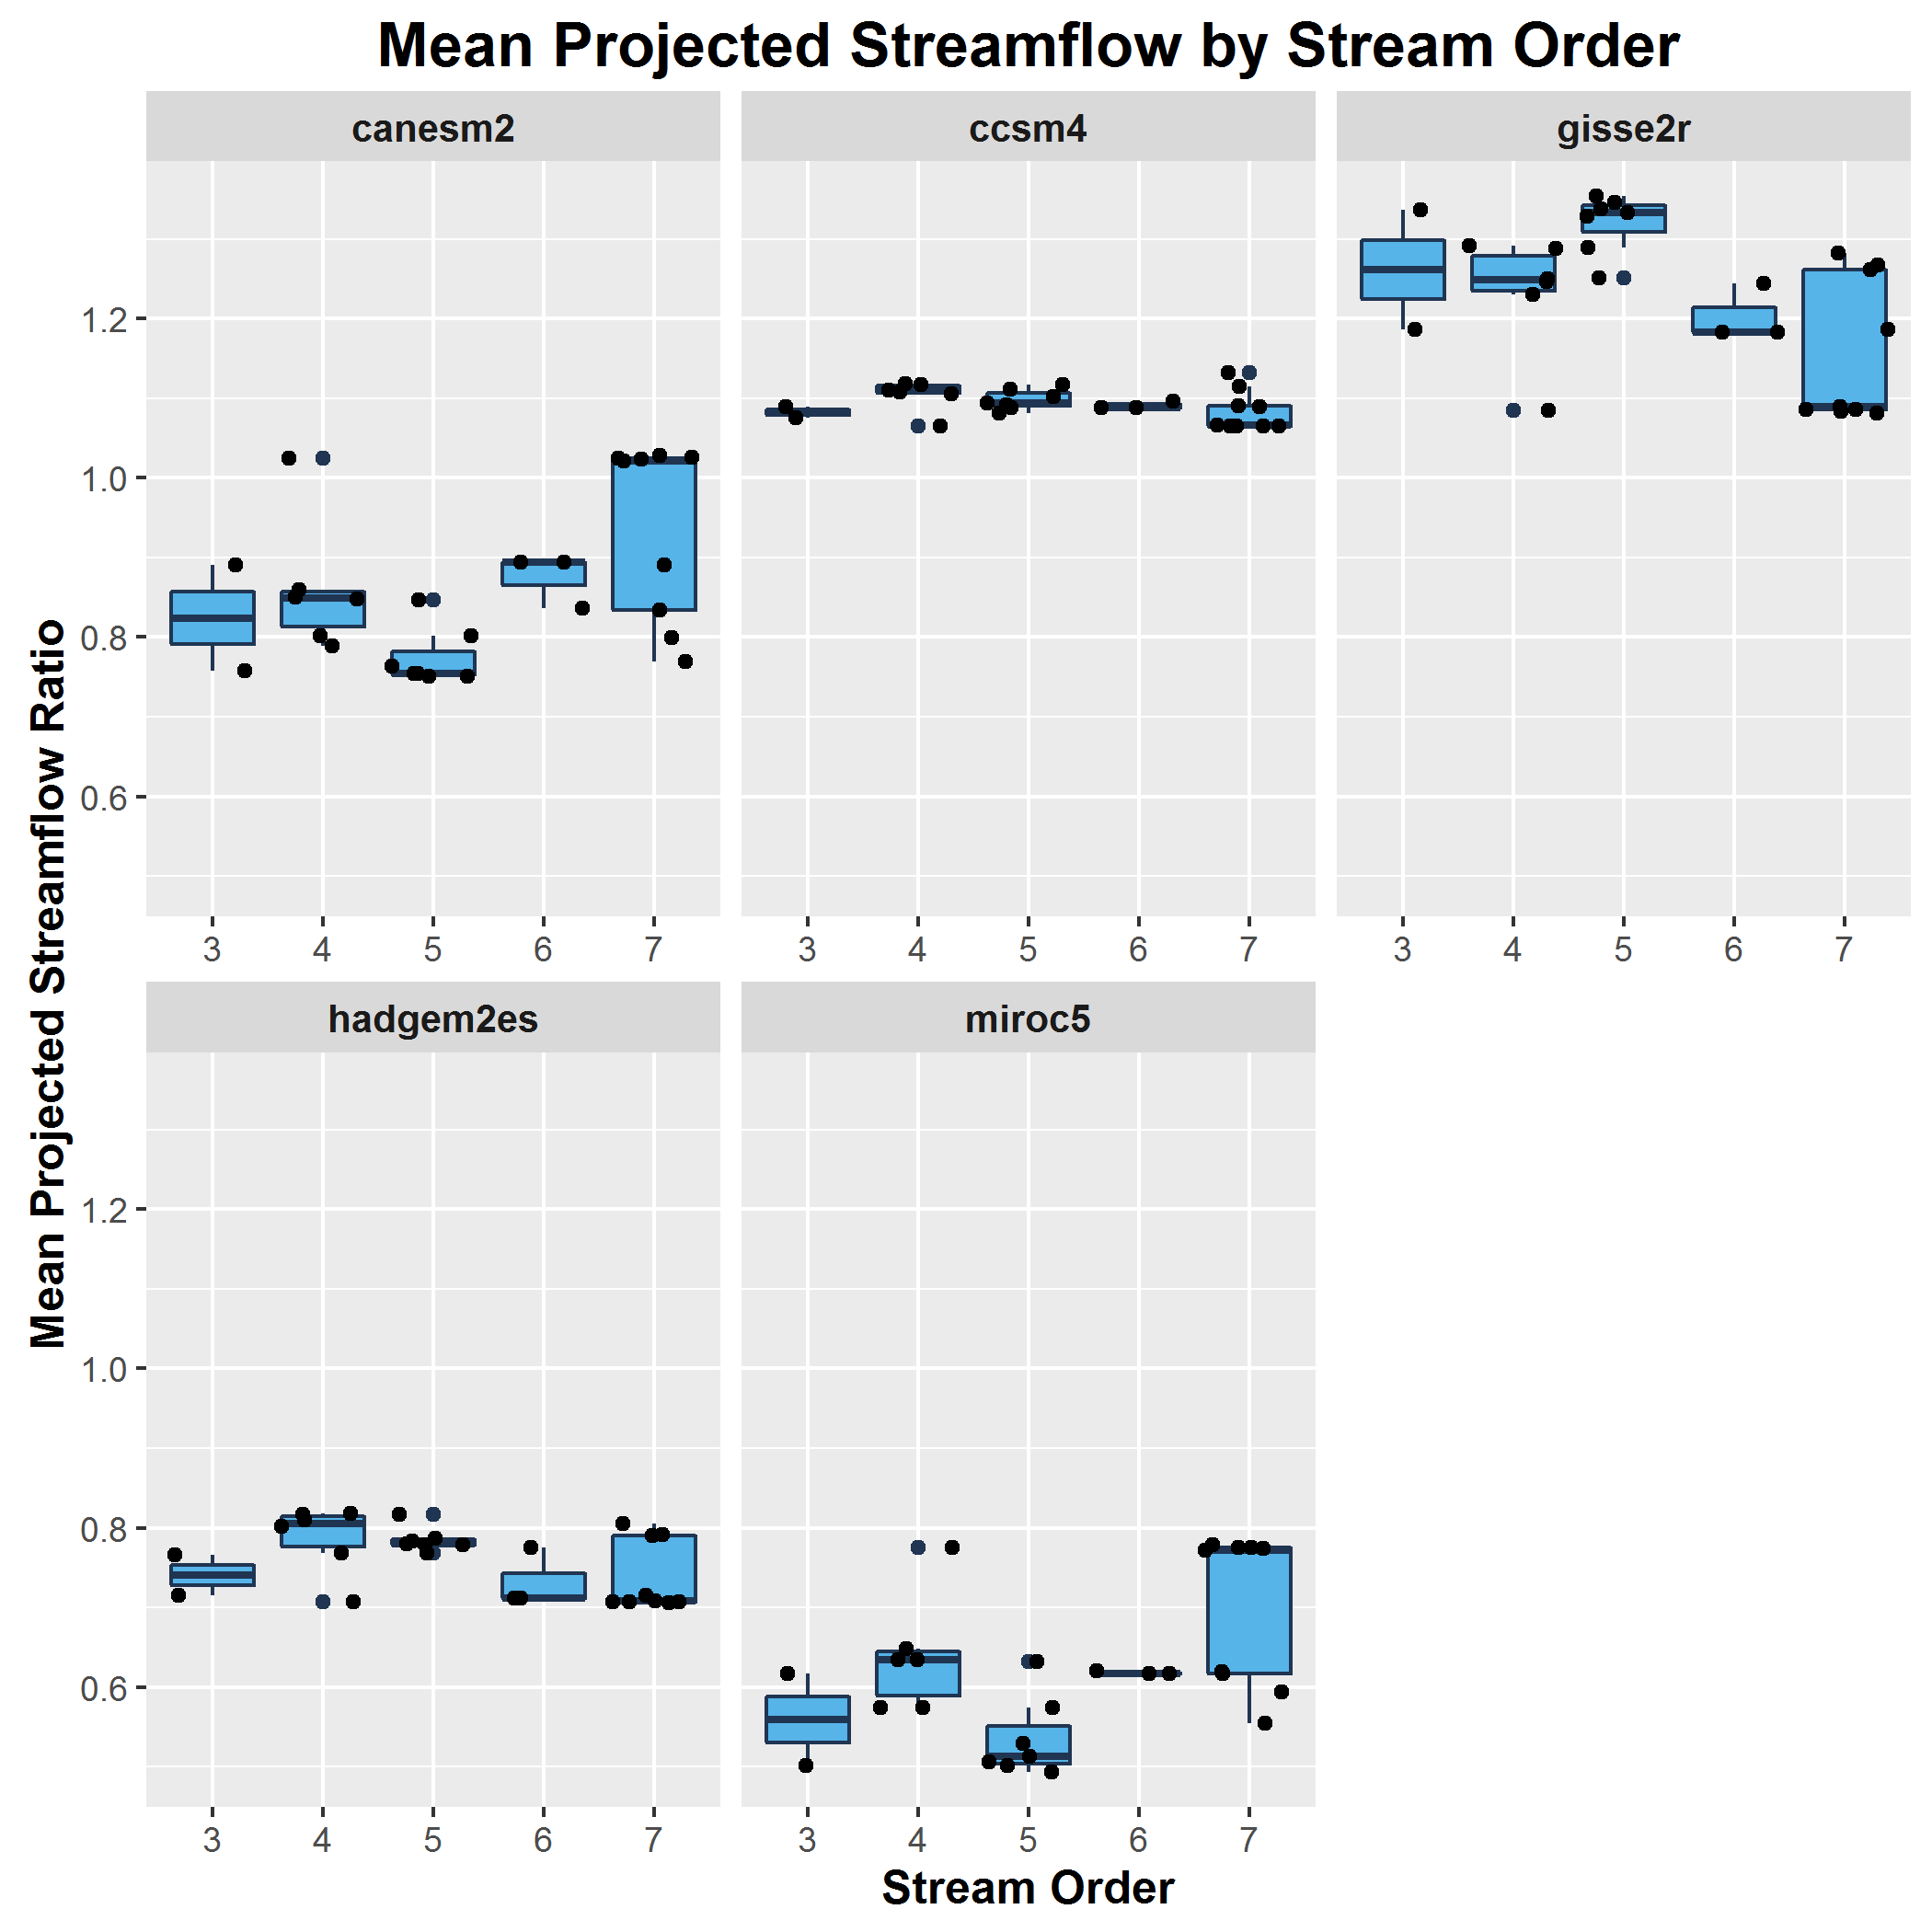 Mean Projected Streamflow by Stream Order
canesm2
ccsm4
gisse2r
Mean Projected Streamflow Ratio
1.2
1.0
0.8
0.6
3 4 5 6 7
3 4 5 6 7
3 4 5 6 7
hadgem2es
miroc5
1.2
1.0
0.8
0.6
3 4 5 6 7
3 4 5 6 7
Stream Order